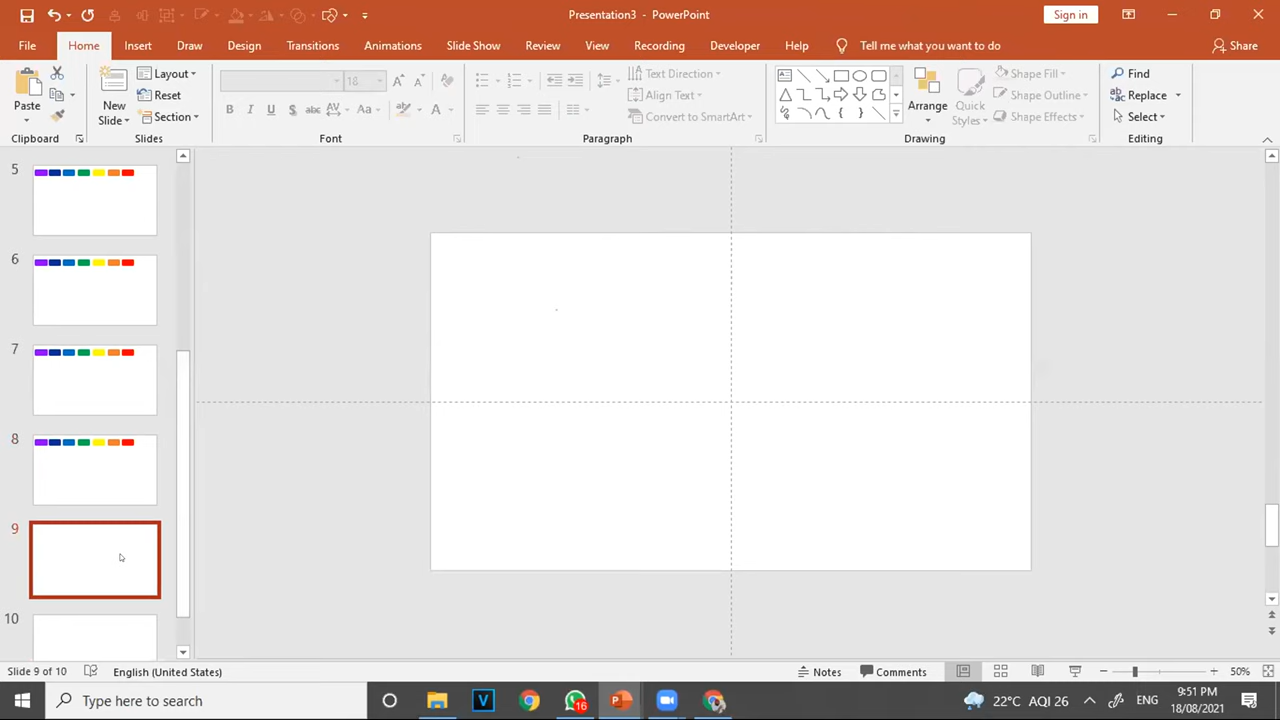 Presentation3 - PowerPoint
Sign in
File
Home
Insert
Draw
Design
Transitions
Animations
Slide Show
Review
View
Recording
Developer
Help
Tell me what you want to do
Share
Paste
Clipboard
New
Slide
Layout
Reset
Section
Slides
18
Aa
B
I
U
S
abc
AV
A
Font
Text Direction
Align Text
Convert to SmartArt
Paragraph
Arrange
Quick
Styles
Shape Fill
Shape Outline
Shape Effects
Drawing
Find
Replace
Select
Editing
5
6
7
8
9
10
Slide 9 of 10
English (United States)
Notes
Comments
50%
Type here to search
V
16
22°C AQI 26
ENG
9:51 PM
18/08/2021